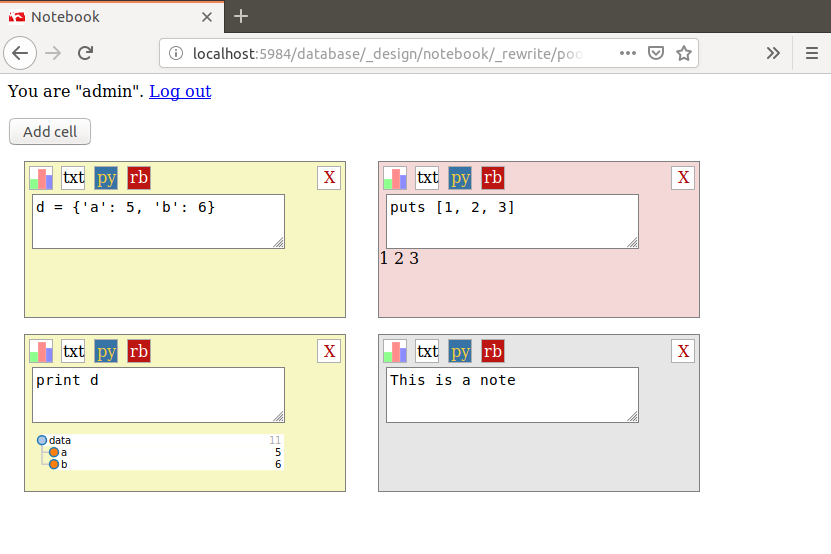 Notebook
localhost:5984/database/_design/notebook/_rewrite/poo
You are "admin". Log out
Add cell
txt py rb X
d = {'a': 5, 'b': 6}
txt py rb X
puts [1, 2, 3]
1 2 3
txt py rb X
print d
data 11
a 5
b 6
txt py rb X
This is a note